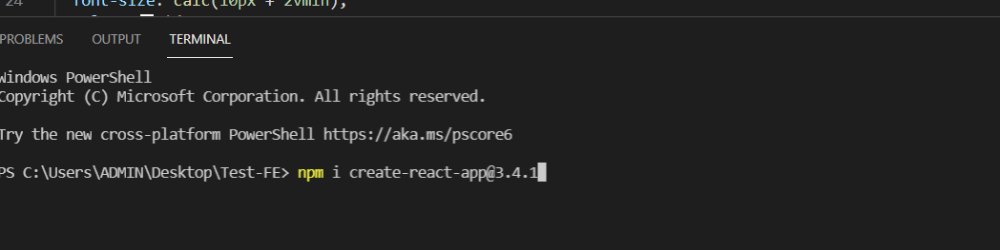 24 font-size: calc(10px + 2vmin);
PROBLEMS OUTPUT TERMINAL
Windows PowerShell
Copyright (C) Microsoft Corporation. All rights reserved.
Try the new cross-platform PowerShell https://aka.ms/pscore6
PS C:\Users\ADMIN\Desktop\Test-FE> npm i create-react-app@3.4.1